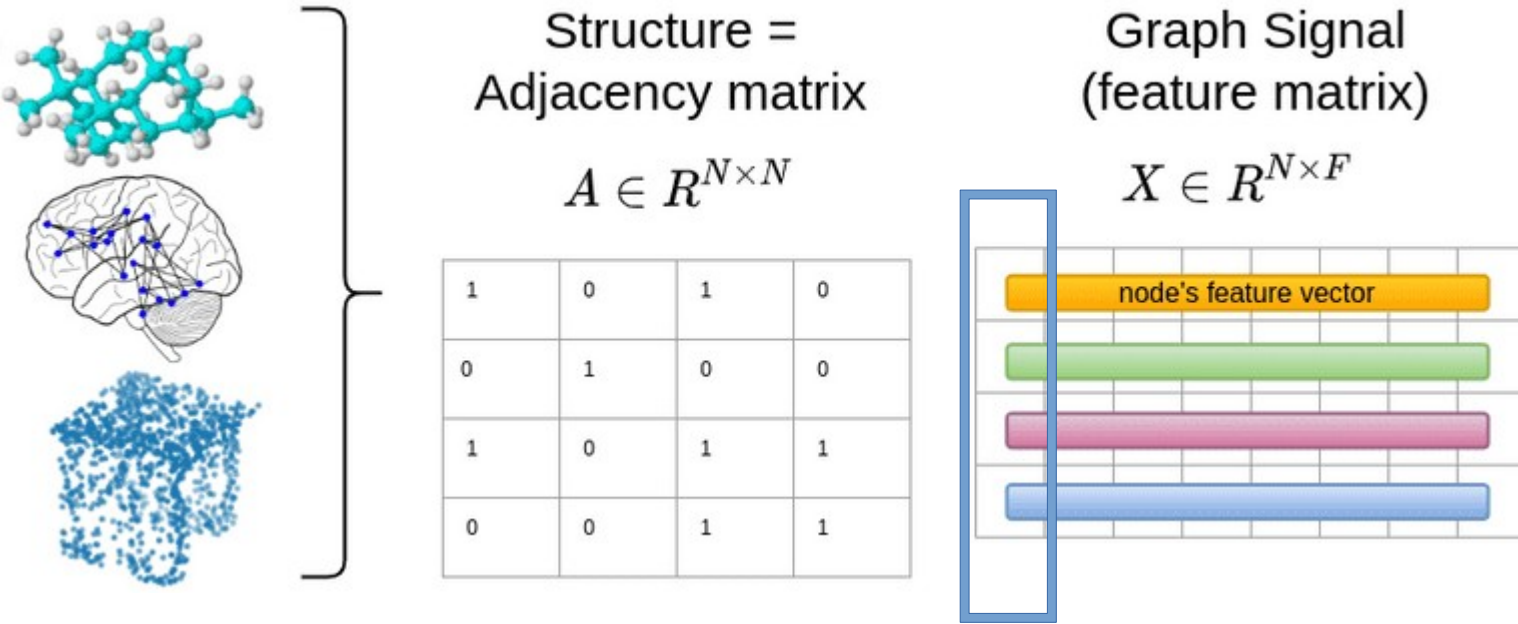 Structure =
Adjacency matrix
A ∈ R^{N×N}
1 0 1 0
0 1 0 0
1 0 1 1
0 0 1 1
Graph Signal
(feature matrix)
X ∈ R^{N×F}
node's feature vector